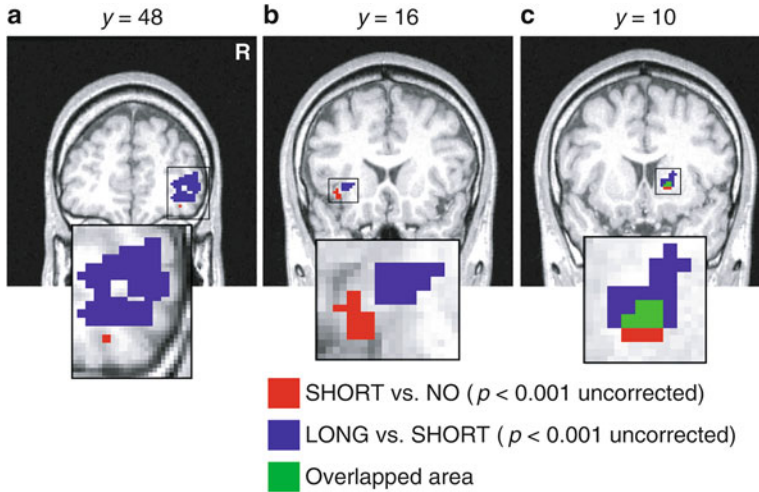 a y = 48 b y = 16 c y = 10
R
SHORT vs. NO ( p < 0.001 uncorrected)
LONG vs. SHORT ( p < 0.001 uncorrected)
Overlapped area